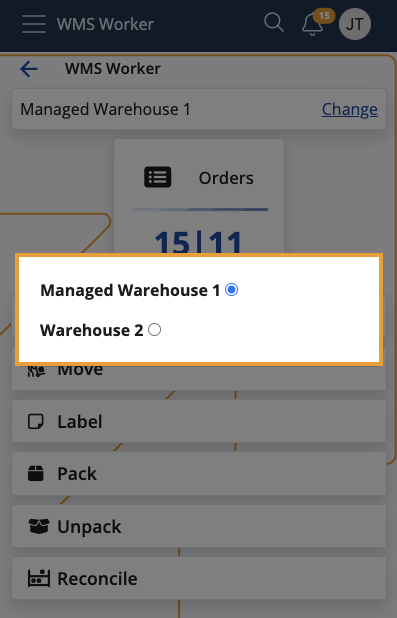 WMS Worker
15
JT
WMS Worker
Managed Warehouse 1 Change
Orders
15|11
Managed Warehouse 1
Warehouse 2
Move
Label
Pack
Unpack
Reconcile